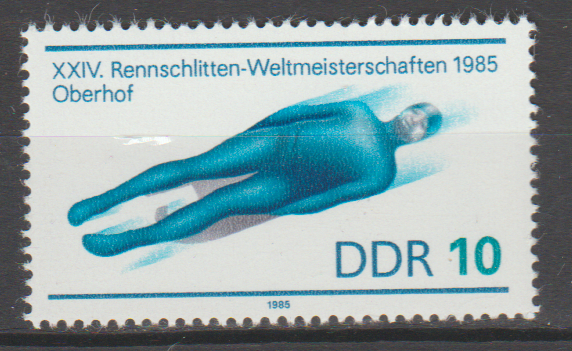 XXIV. Rennschlitten-Weltmeisterschaften 1985
Oberhof
DDR 10
1985